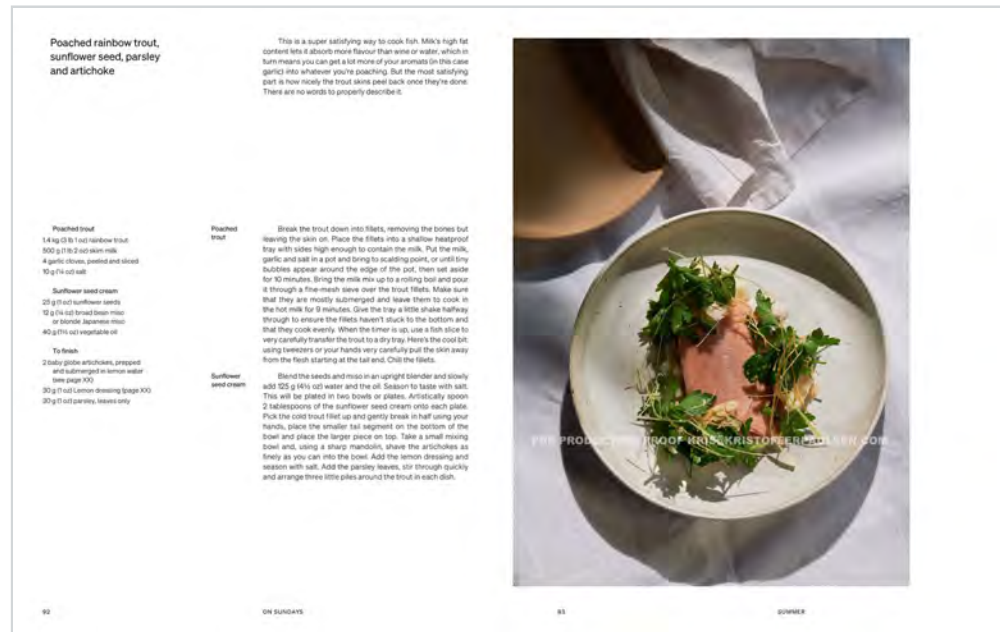 Poached rainbow trout,
sunflower seed, parsley
and artichoke
This is a super satisfying way to cook fish. Milk's high fat
content lets it absorb more flavour than wine or water, which in
turn means you can get a lot more of your aromats (in this case
garlic) into whatever you're poaching. But the most satisfying
part is how nicely the trout skins peel back once they're done.
There are no words to properly describe it.
Poached trout
1.4 kg (3 lb 1 oz) rainbow trout
500 g (1 lb 2 oz) skim milk
4 garlic cloves, peeled and sliced
10 g (¼ oz) salt
Sunflower seed cream
25 g (1 oz) sunflower seeds
12 g (¼ oz) broad bean miso
or blonde Japanese miso
40 g (1½ oz) vegetable oil
To finish
2 baby globe artichokes, prepped
and submerged in lemon water
(see page XX)
30 g (1 oz) Lemon dressing (page XX)
20 g (1 oz) parsley, leaves only
Poached
trout
Break the trout down into fillets, removing the bones but
leaving the skin on. Place the fillets into a shallow heatproof
tray with sides high enough to contain the milk. Put the milk,
garlic and salt in a pot and bring to scalding point, or until tiny
bubbles appear around the edge of the pot, then set aside
for 10 minutes. Bring the milk mix up to a rolling boil and pour
it through a fine-mesh sieve over the trout fillets. Make sure
that they are mostly submerged and leave them to cook in
the hot milk for 9 minutes. Give the tray a little shake halfway
through to ensure the fillets haven't stuck to the bottom and
that they cook evenly. When the timer is up, use a fish slice to
very carefully transfer the trout to a dry tray. Here's the cool bit:
using tweezers or your hands very carefully pull the skin away
from the flesh starting at the tail end. Chill the fillets.
Sunflower
seed cream
Blend the seeds and miso in an upright blender and slowly
add 125 g (4½ oz) water and the oil. Season to taste with salt.
This will be plated in two bowls or plates. Artistically spoon
2 tablespoons of the sunflower seed cream onto each plate.
Pick the cold trout fillet up and gently break in half using your
hands, place the smaller tail segment on the bottom of the
bowl and place the larger piece on top. Take a small mixing
bowl and, using a sharp mandolin, shave the artichokes as
finely as you can into the bowl. Add the lemon dressing and
season with salt. Add the parsley leaves, stir through quickly
and arrange three little piles around the trout in each dish.
PRE PRODUCTION PROOF KRIS@KRISTOFFERPAULSEN.COM
92
ON SUNDAYS
93
SUMMER